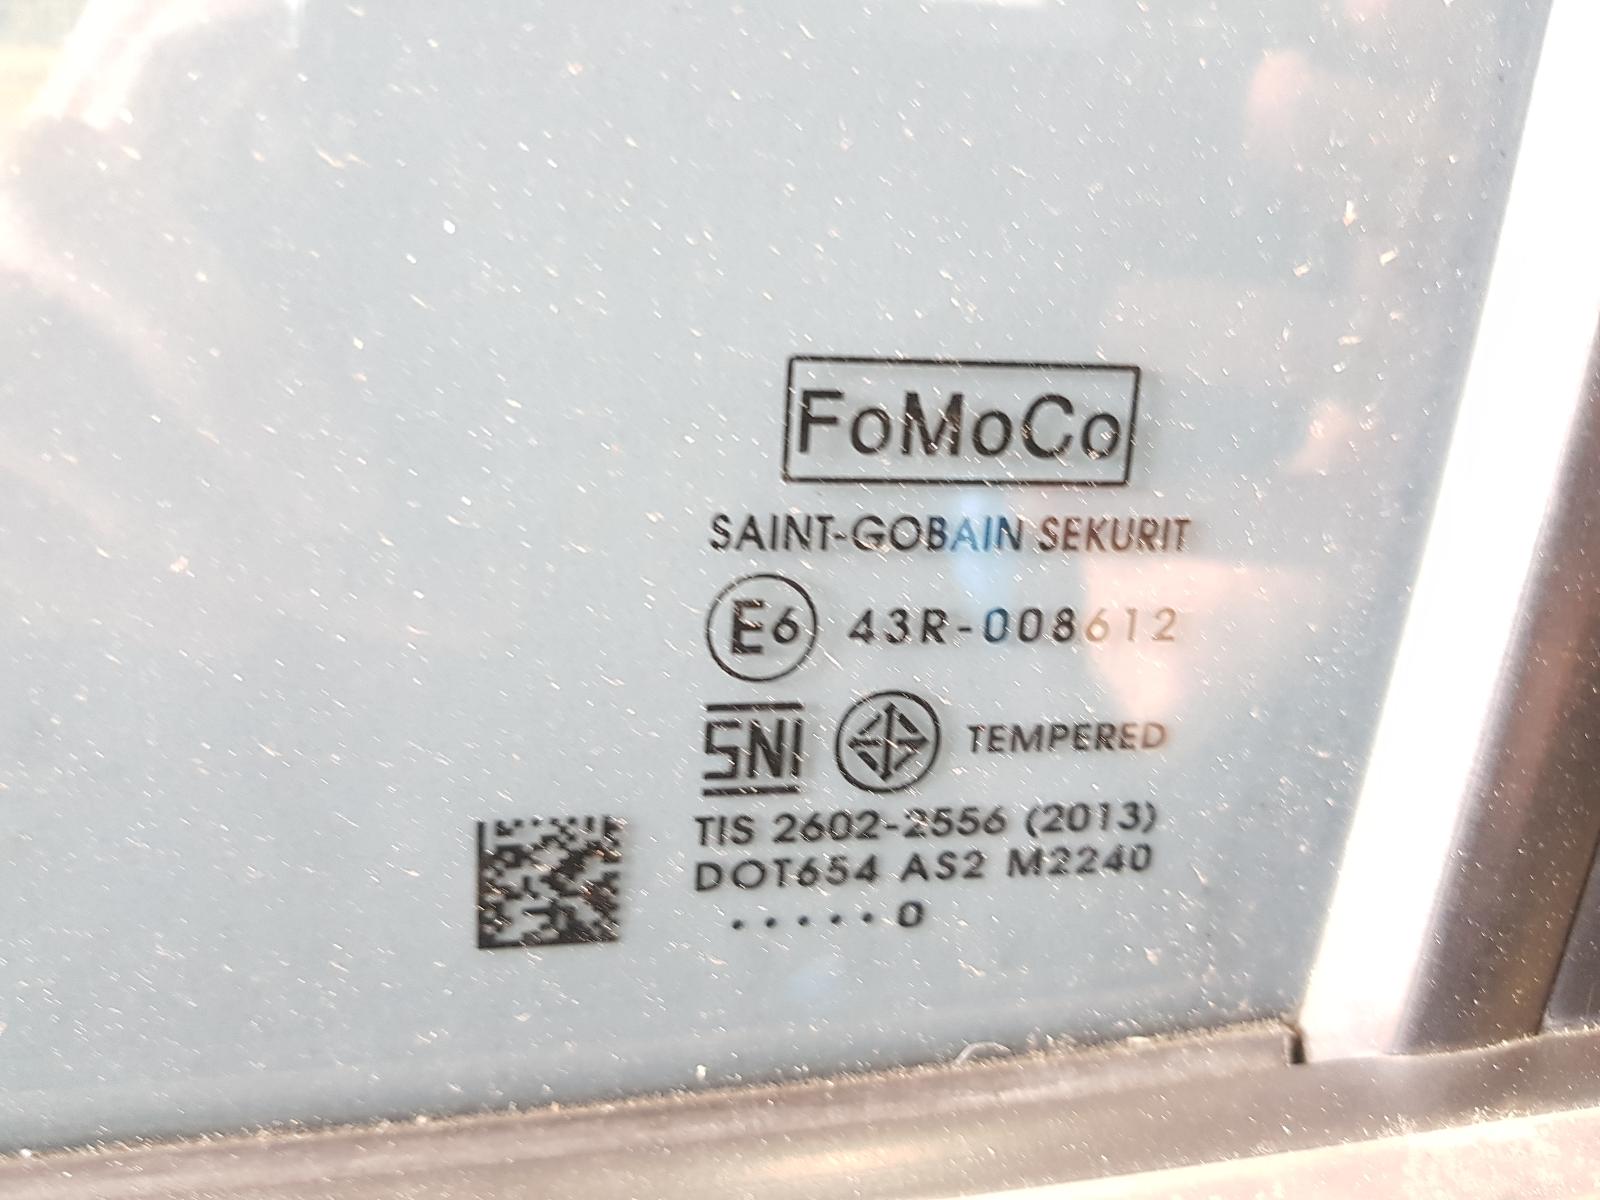 FoMoCo
SAINT-GOBAIN SEKURIT
E6 43R-008612
SNI TEMPERED
TIS 2602-2556 (2013)
DOT654 AS2 M2240
. . . . . 0